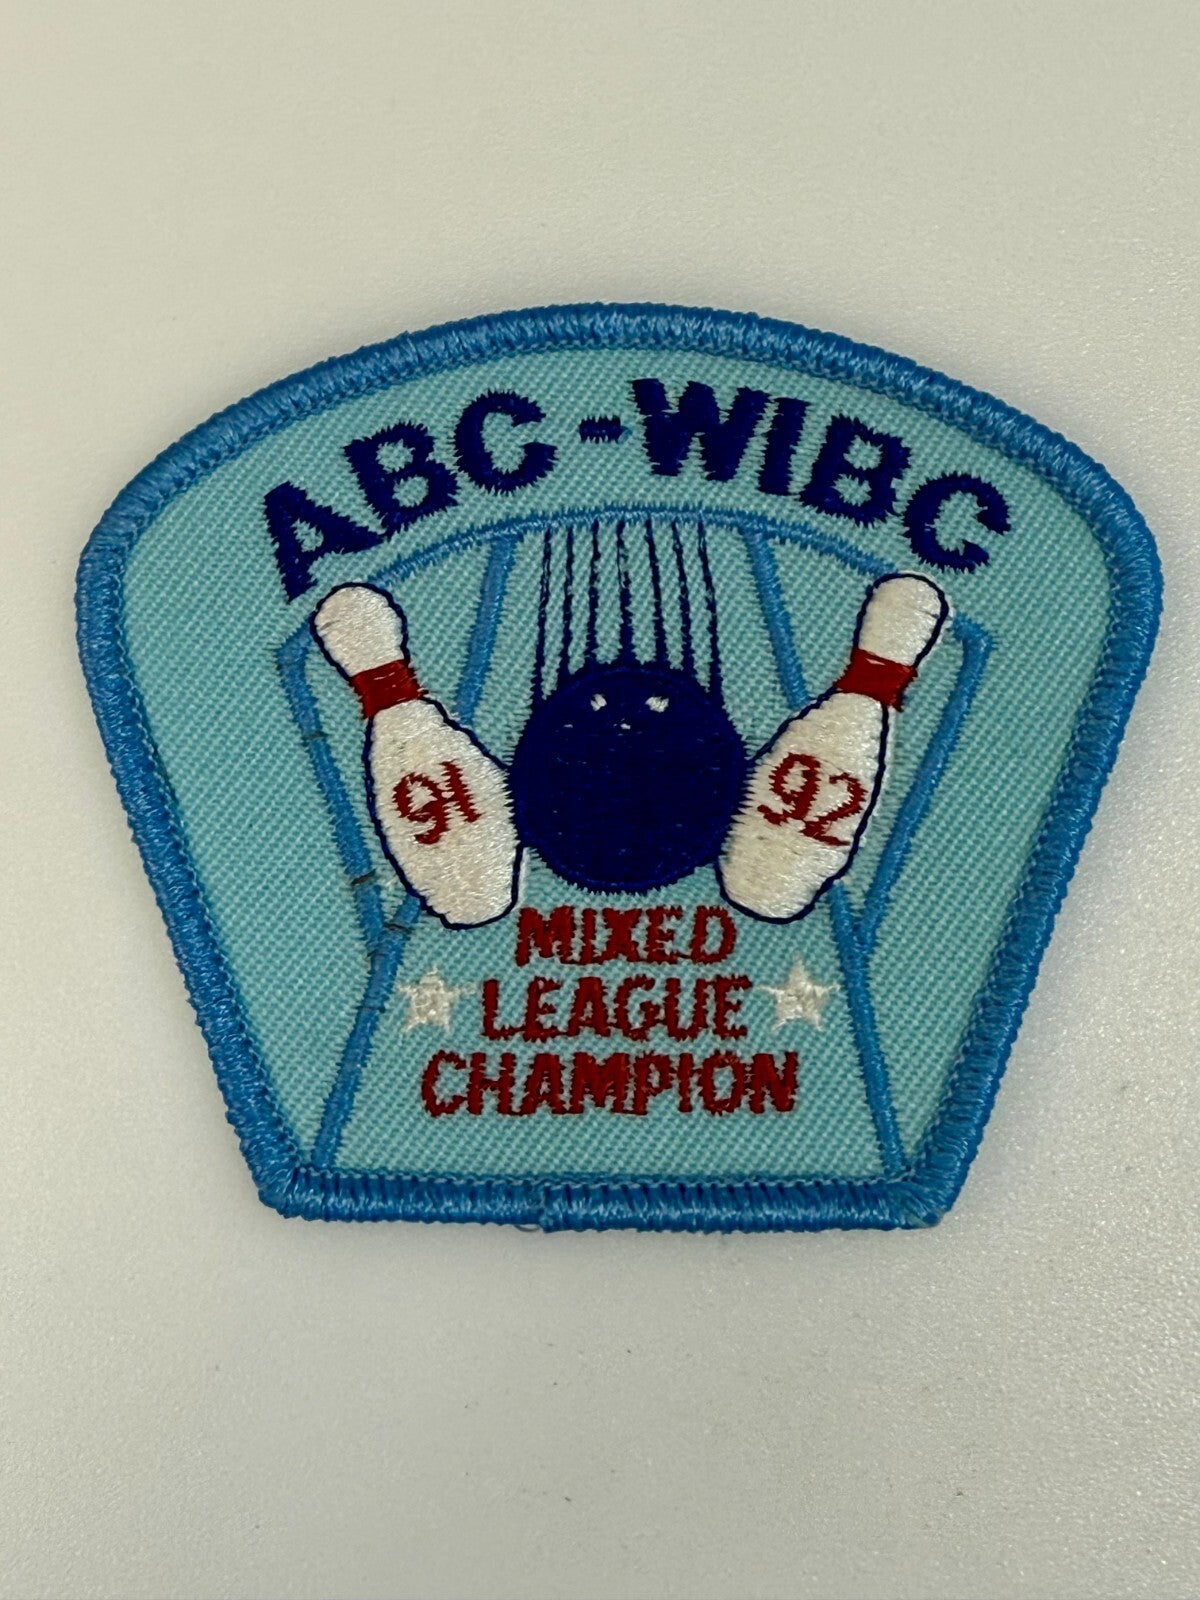 ABC-WIBC
91 92
MIXED
LEAGUE
CHAMPION